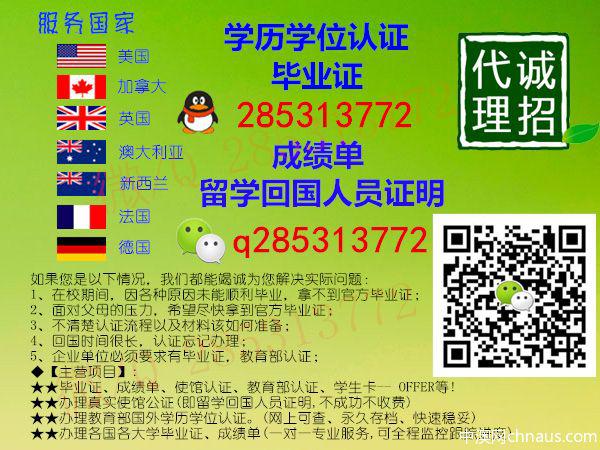 服务国家
美国
加拿大
英国
澳大利亚
新西兰
法国
德国
学历学位认证
毕业证
285313772
成绩单
留学回国人员证明
q285313772
诚招
代理
如果您是以下情况，我们都能竭诚为您解决实际问题：
1、在校期间，因各种原因未能顺利毕业，拿不到官方毕业证；
2、面对父母的压力，希望尽快拿到官方毕业证；
3、不清楚认证流程以及材料该如何准备；
4、回国时间很长，认证忘记办理；
5、企业单位必须要求有毕业证，教育部认证；
◆【主营项目】：
★★毕业证、成绩单、使馆认证、教育部认证、学生卡-- OFFER等！
★★办理真实使馆公证(即留学回国人员证明,不成功不收费)
★★办理教育部国外学历学位认证。(网上可查、永久存档、快速稳妥)
★★办理各国各大学毕业证、成绩单(一对一专业服务,可全程监控跟踪进度)
中澳网chnaus.com